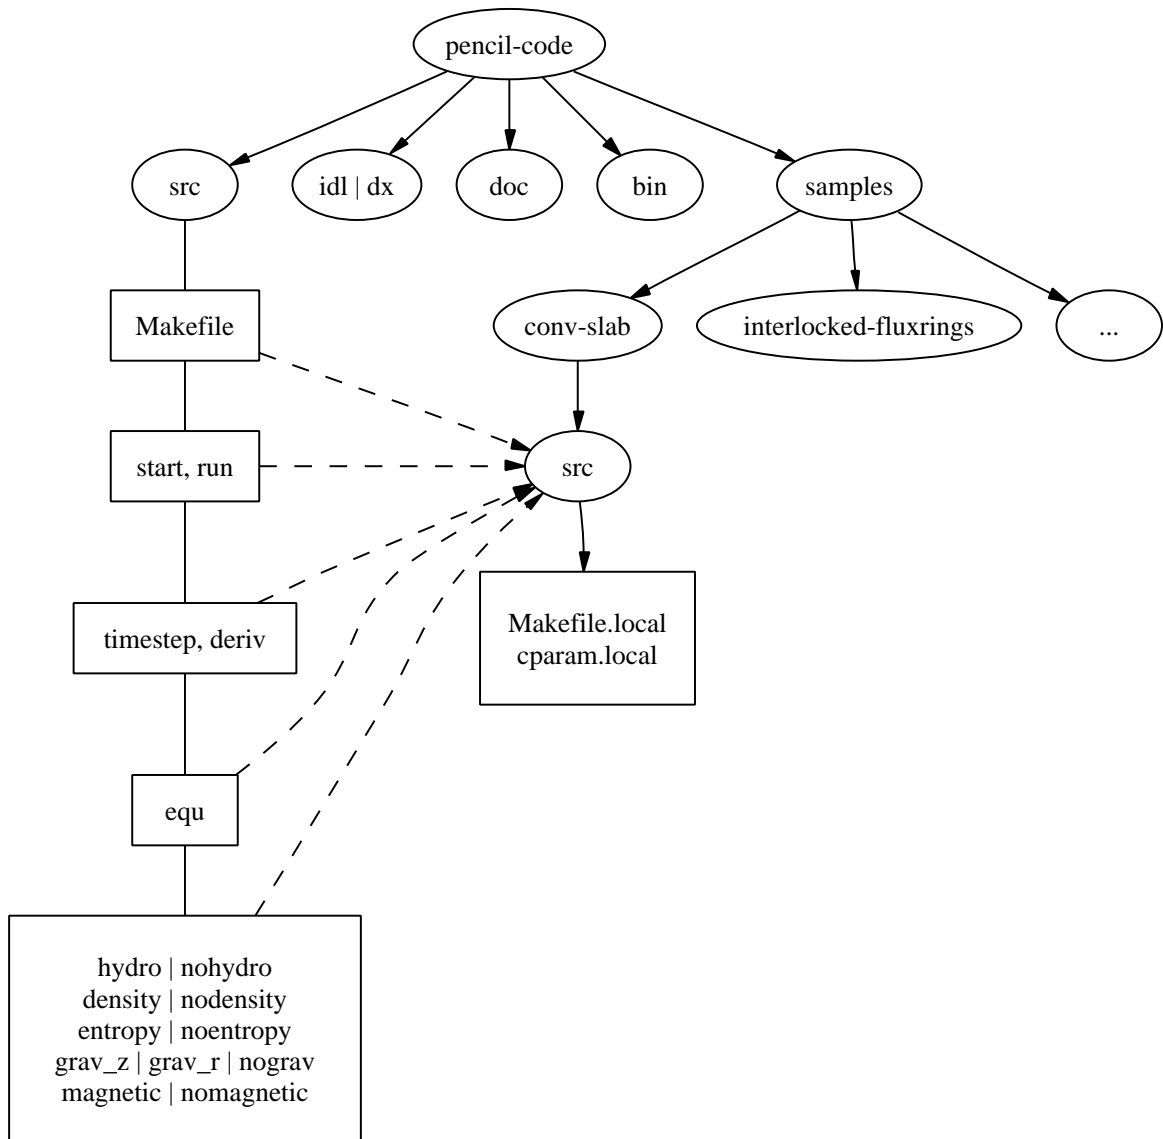 pencil-code
src
idl | dx
doc
bin
samples
Makefile
conv-slab
interlocked-fluxrings
...
start, run
src
timestep, deriv
Makefile.local
cparam.local
equ
hydro | nohydro
density | nodensity
entropy | noentropy
grav_z | grav_r | nograv
magnetic | nomagnetic